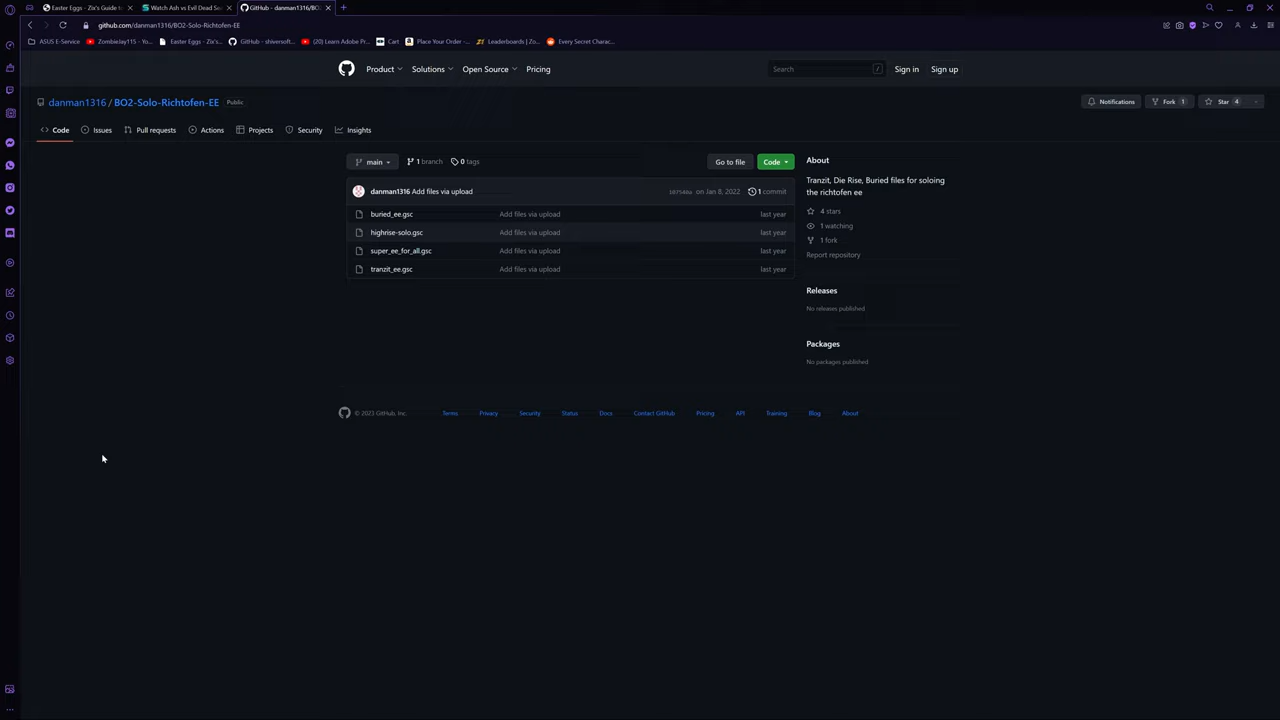 Easter Eggs - Zix's Guide to
Watch Ash vs Evil Dead Se
GitHub - danman1316/BO2
github.com/danman1316/BO2-Solo-Richtofen-EE
ASUS E-Service
ZombieJay115 - Yo...
Easter Eggs - Zix's...
GitHub - shiversoft...
(20) Learn Adobe Pr...
Cart
Place Your Order -...
Leaderboards | Zo...
Every Secret Charac...
Product
Solutions
Open Source
Pricing
Search
/
Sign in
Sign up
danman1316 / BO2-Solo-Richtofen-EE
Public
Notifications
Fork 1
Star 4
Code
Issues
Pull requests
Actions
Projects
Security
Insights
main
1 branch
0 tags
Go to file
Code
danman1316 Add files via upload
on Jan 8, 2022
1 commit
buried_ee.gsc Add files via upload last year
highrise-solo.gsc Add files via upload last year
super_ee_for_all.gsc Add files via upload last year
tranzit_ee.gsc Add files via upload last year
About
Tranzit, Die Rise, Buried files for soloing
the richtofen ee
4 stars
1 watching
1 fork
Report repository
Releases
No releases published
Packages
No packages published
© 2023 GitHub, Inc.
Terms
Privacy
Security
Status
Docs
Contact GitHub
Pricing
API
Training
Blog
About